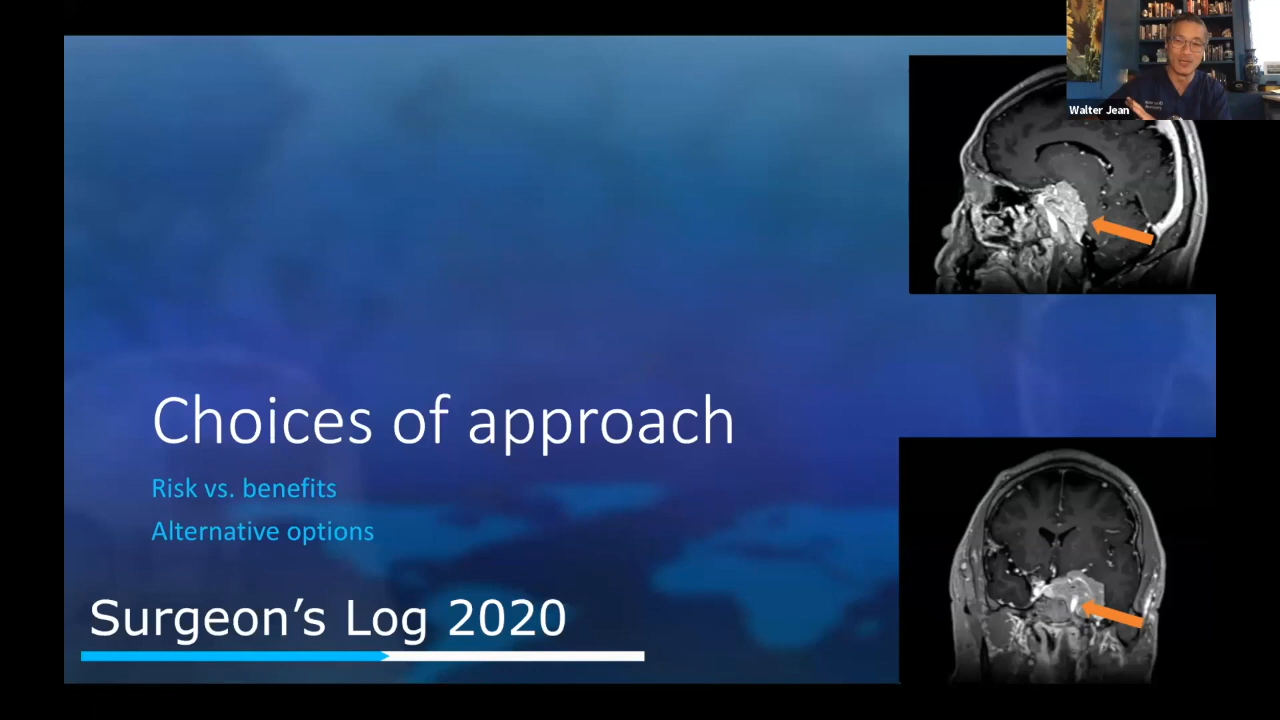 Walter Jean
Choices of approach
Risk vs. benefits
Alternative options
Surgeon's Log 2020